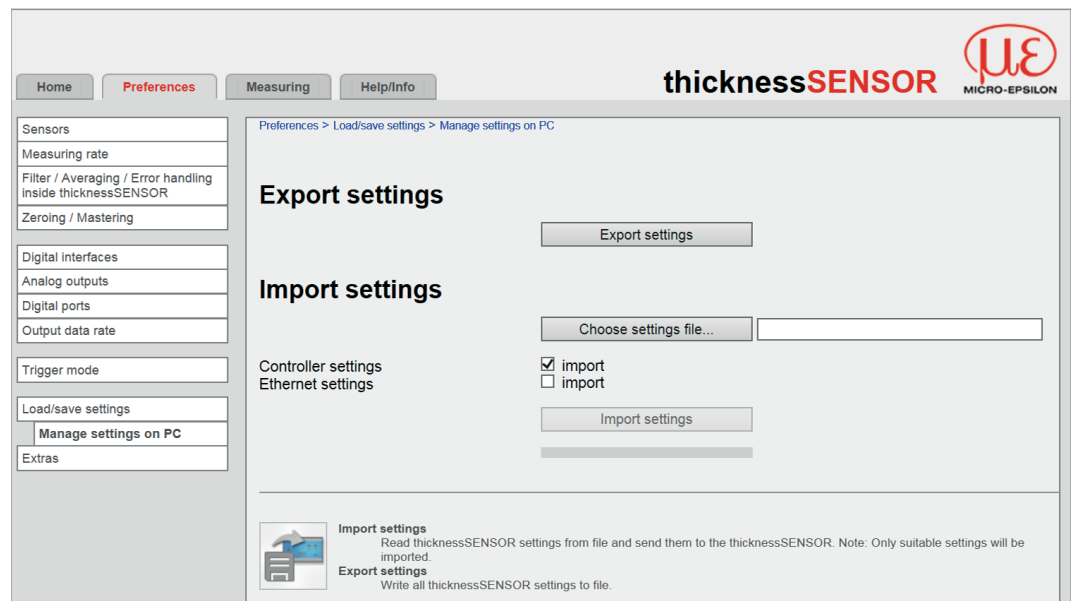 thicknessSENSOR
με
MICRO-EPSILON
Home
Preferences
Measuring
Help/Info
Sensors
Measuring rate
Filter / Averaging / Error handling
inside thicknessSENSOR
Zeroing / Mastering
Digital interfaces
Analog outputs
Digital ports
Output data rate
Trigger mode
Load/save settings
Manage settings on PC
Extras
Preferences > Load/save settings > Manage settings on PC
Export settings
Export settings
Import settings
Choose settings file...
Controller settings
import
Ethernet settings
import
Import settings
Import settings
Read thicknessSENSOR settings from file and send them to the thicknessSENSOR. Note: Only suitable settings will be
imported.
Export settings
Write all thicknessSENSOR settings to file.